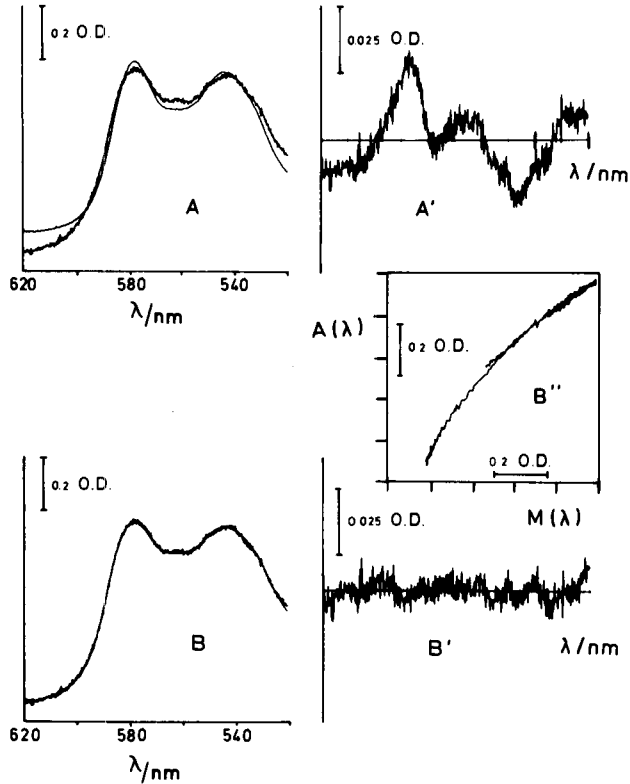 0.2 O.D.
0.025 O.D.
A
A'
λ/nm
620
580
540
λ/nm
A(λ)
0.2 O.D.
B''
0.2 O.D.
M(λ)
0.2 O.D.
0.025 O.D.
B
B'
λ/nm
620
580
540
λ/nm